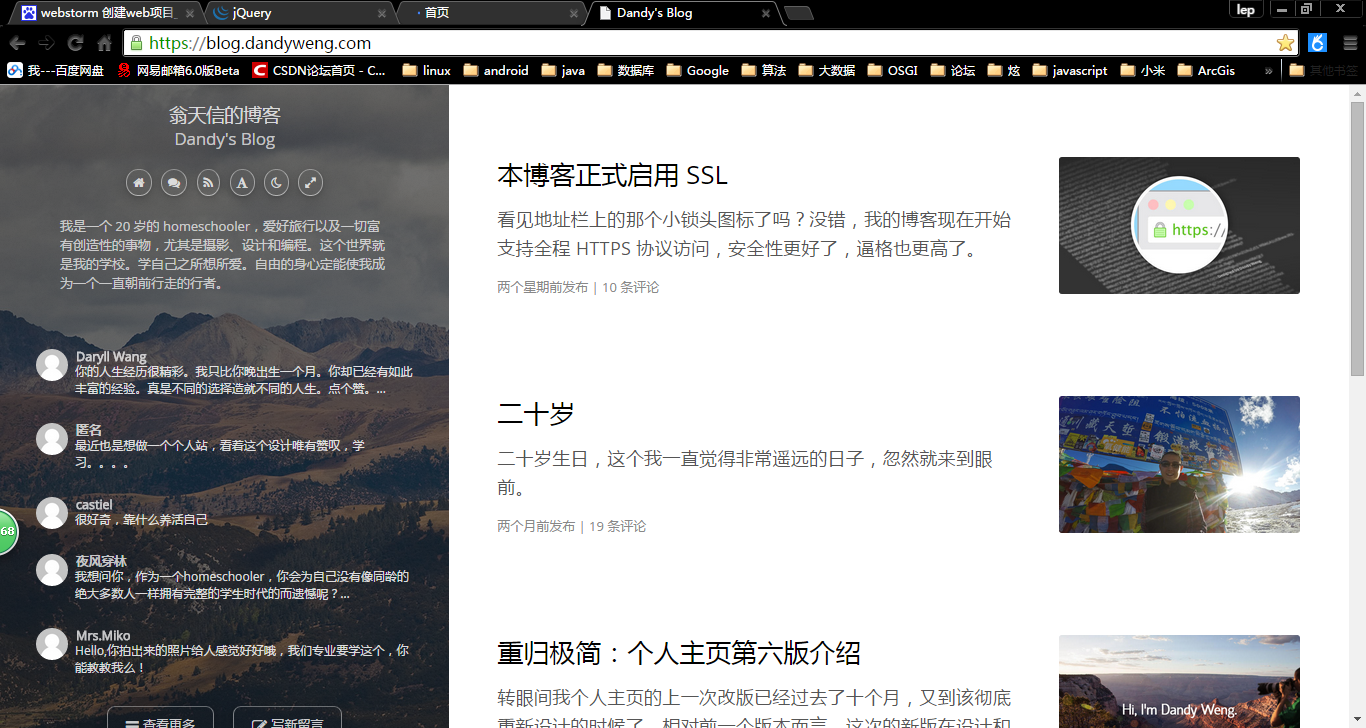 webstorm 创建web项目
jQuery
首页
Dandy's Blog
lep
https://blog.dandyweng.com
我---百度网盘
网易邮箱6.0版Beta
CSDN论坛首页 - C...
linux
android
java
数据库
Google
算法
大数据
OSGI
论坛
炫
javascript
小米
ArcGis
»
其他书签
翁天信的博客
Dandy's Blog
A
我是一个 20 岁的 homeschooler，爱好旅行以及一切富
有创造性的事物，尤其是摄影、设计和编程。这个世界就
是我的学校。学自己之所想所爱。自由的身心定能使我成
为一个一直朝前行走的行者。
Daryll Wang
你的人生经历很精彩。我只比你晚出生一个月。你却已经有如此
丰富的经验。真是不同的选择造就不同的人生。点个赞。...
匿名
最近也是想做一个个人站，看着这个设计唯有赞叹，学
习。。。。
castiel
很好奇，靠什么养活自己
68
夜风穿林
我想问你，作为一个homeschooler，你会为自己没有像同龄的
绝大多数人一样拥有完整的学生时代的而遗憾呢？...
Mrs.Miko
Hello,你拍出来的照片给人感觉好好哦，我们专业要学这个，你
能教教我么！
查看更多
写新留言
本博客正式启用 SSL
看见地址栏上的那个小锁头图标了吗？没错，我的博客现在开始
支持全程 HTTPS 协议访问，安全性更好了，逼格也更高了。
两个星期前发布 | 10 条评论
https:/
二十岁
二十岁生日，这个我一直觉得非常遥远的日子，忽然就来到眼
前。
两个月前发布 | 19 条评论
重归极简：个人主页第六版介绍
转眼间我个人主页的上一次改版已经过去了十个月，又到该彻底
重新设计的时候了。相对前一个版本而言，这次的新版在设计和
Hi, I'm Dandy Weng.